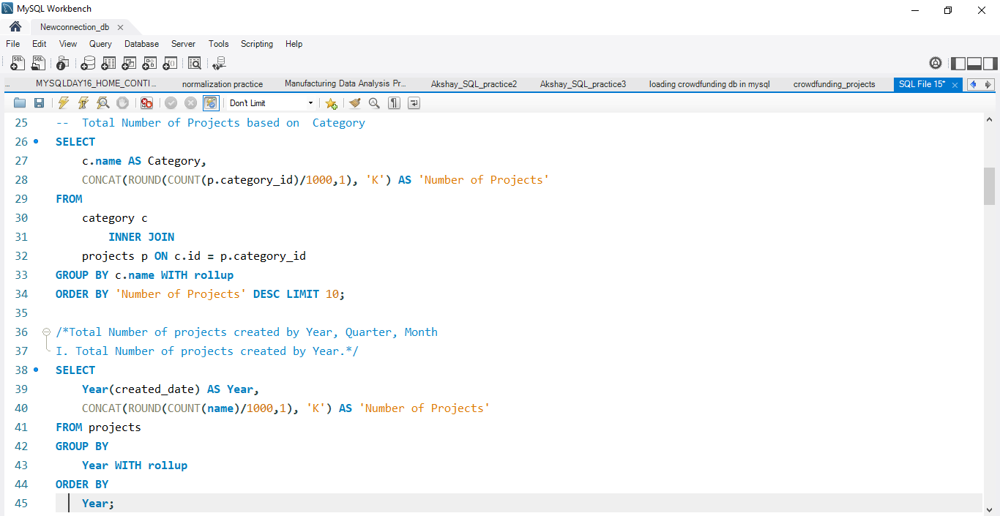 MySQL Workbench
Newconnection_db
File Edit View Query Database Server Tools Scripting Help
... MYSQLDAY16_HOME_CONTI... normalization practice Manufacturing Data Analysis Pr... Akshay_SQL_practice2 Akshay_SQL_practice3 loading crowdfunding db in mysql crowdfunding_projects SQL File 15*
Don't Limit
25 -- Total Number of Projects based on  Category
26 SELECT
27 c.name AS Category,
28 CONCAT(ROUND(COUNT(p.category_id)/1000,1), 'K') AS 'Number of Projects'
29 FROM
30 category c
31 INNER JOIN
32 projects p ON c.id = p.category_id
33 GROUP BY c.name WITH rollup
34 ORDER BY 'Number of Projects' DESC LIMIT 10;
35
36 /*Total Number of projects created by Year, Quarter, Month
37 I. Total Number of projects created by Year.*/
38 SELECT
39 Year(created_date) AS Year,
40 CONCAT(ROUND(COUNT(name)/1000,1), 'K') AS 'Number of Projects'
41 FROM projects
42 GROUP BY
43 Year WITH rollup
44 ORDER BY
45 Year;